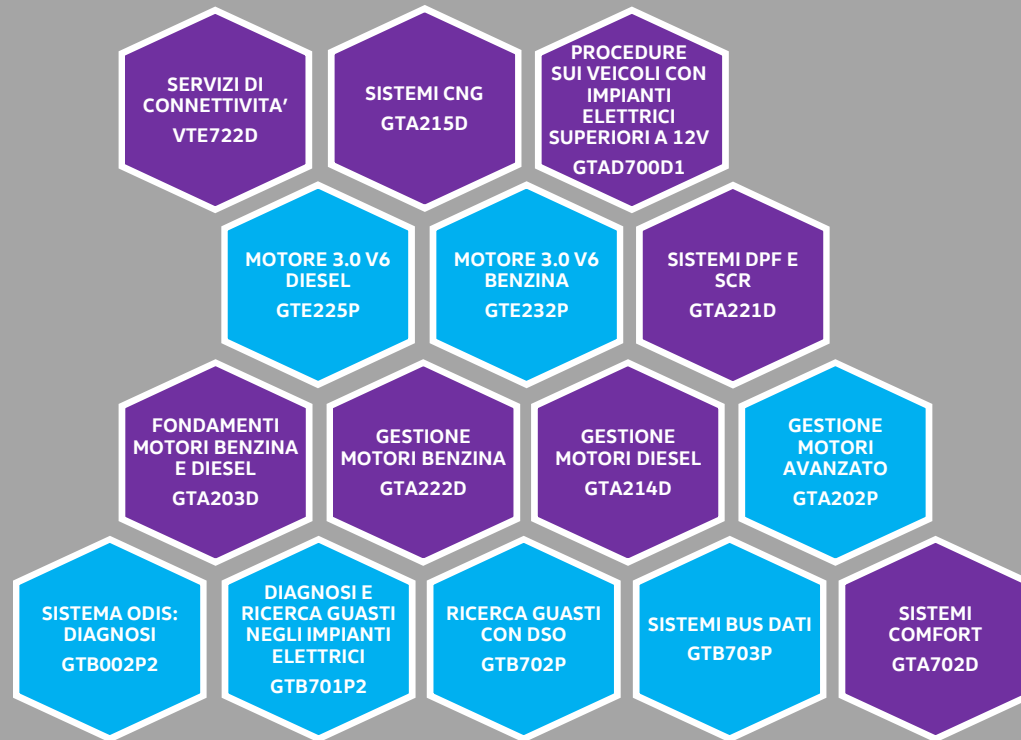 SERVIZI DI
CONNETTIVITA’
VTE722D
SISTEMI CNG
GTA215D
PROCEDURE
SUI VEICOLI CON
IMPIANTI
ELETTRICI
SUPERIORI A 12V
GTAD700D1
MOTORE 3.0 V6
DIESEL
GTE225P
MOTORE 3.0 V6
BENZINA
GTE232P
SISTEMI DPF E
SCR
GTA221D
FONDAMENTI
MOTORI BENZINA
E DIESEL
GTA203D
GESTIONE
MOTORI BENZINA
GTA222D
GESTIONE
MOTORI DIESEL
GTA214D
GESTIONE
MOTORI
AVANZATO
GTA202P
SISTEMA ODIS:
DIAGNOSI
GTB002P2
DIAGNOSI E
RICERCA GUASTI
NEGLI IMPIANTI
ELETTRICI
GTB701P2
RICERCA GUASTI
CON DSO
GTB702P
SISTEMI BUS DATI
GTB703P
SISTEMI
COMFORT
GTA702D